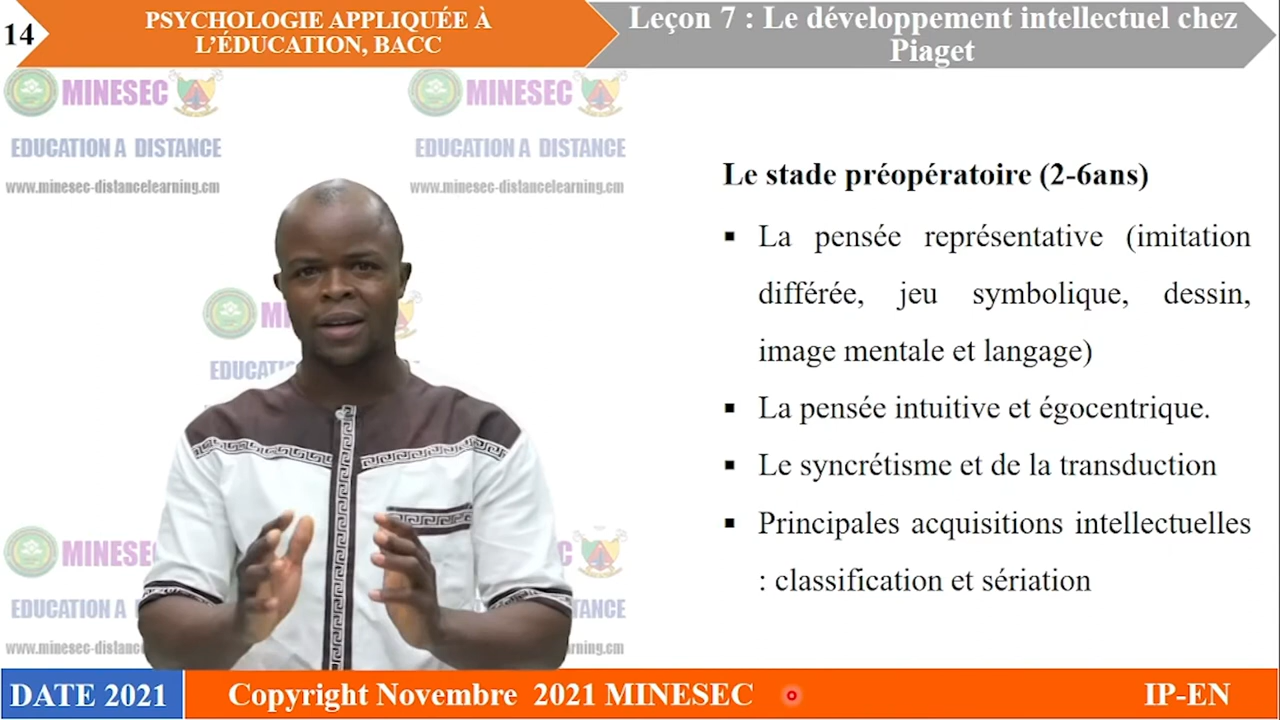 14
PSYCHOLOGIE APPLIQUÉE À
L'ÉDUCATION, BACC
Leçon 7 : Le développement intellectuel chez
Piaget
MINESEC
EDUCATION A DISTANCE
www.minesec-distancelearning.cm
MINESEC
EDUCATION A DISTANCE
www.minesec-distancelearning.cm
Le stade préopératoire (2-6ans)
▪ La pensée représentative (imitation
différée, jeu symbolique, dessin,
image mentale et langage)
▪ La pensée intuitive et égocentrique.
▪ Le syncrétisme et de la transduction
▪ Principales acquisitions intellectuelles
: classification et sériation
DATE 2021
Copyright Novembre 2021 MINESEC
IP-EN